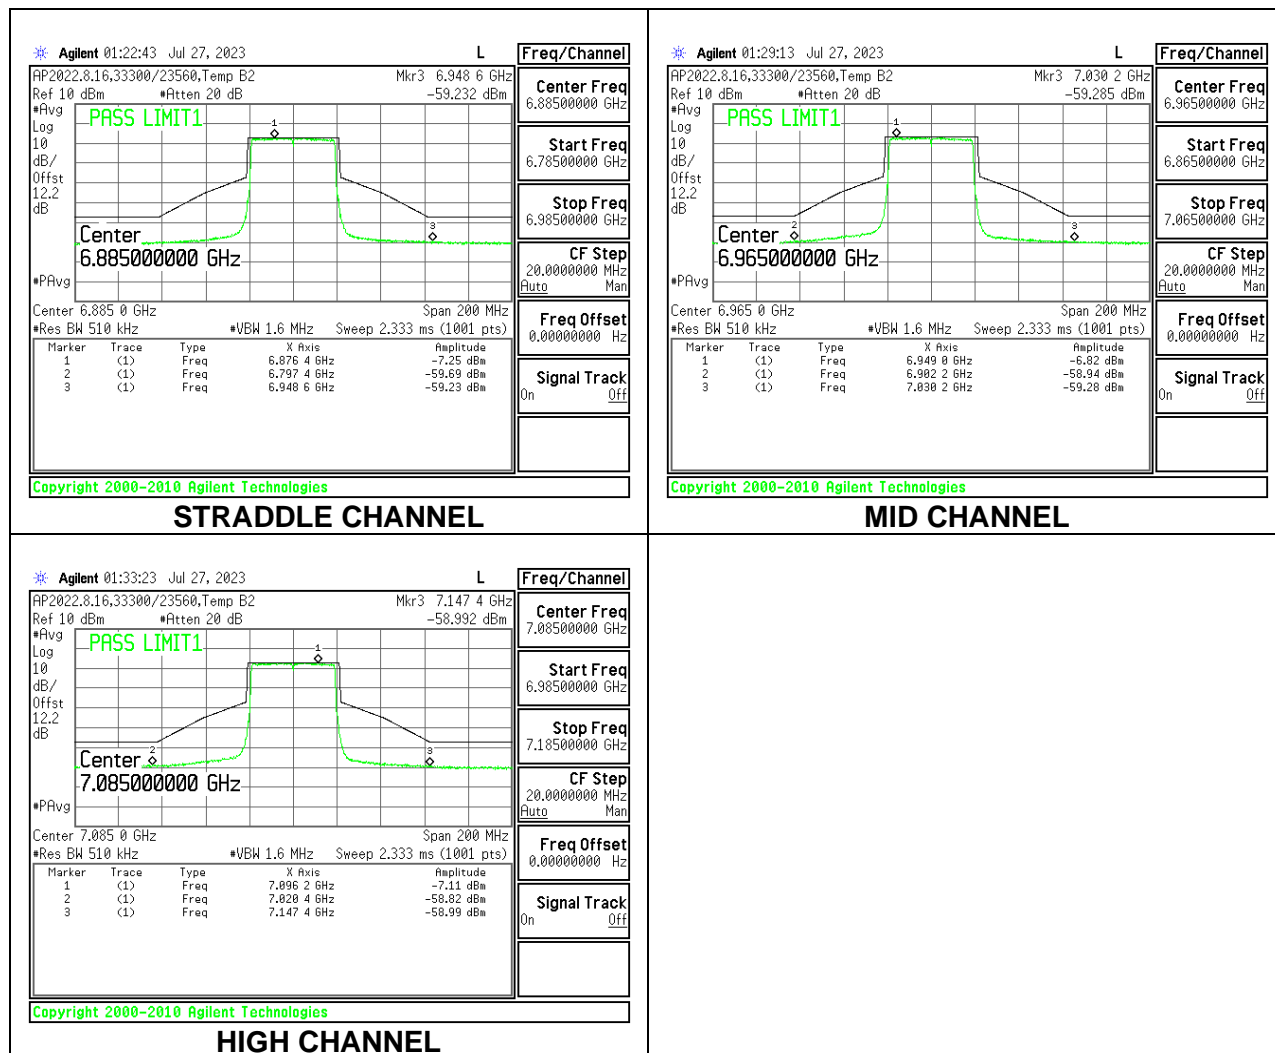 Agilent 01:22:43 Jul 27, 2023 L
AP2022.8.16,33300/23560,Temp B2 Mkr3 6.948 6 GHz
Ref 10 dBm #Atten 20 dB -59.232 dBm
#Avg
Log
10
dB/
Offst
12.2
dB
#PAvg
PASS LIMIT1
1
3
Center
6.885000000 GHz
Center 6.885 0 GHz Span 200 MHz
#Res BW 510 kHz #VBW 1.6 MHz Sweep 2.333 ms (1001 pts)
Marker Trace Type X Axis Amplitude
1 (1) Freq 6.876 4 GHz -7.25 dBm
2 (1) Freq 6.797 4 GHz -59.69 dBm
3 (1) Freq 6.948 6 GHz -59.23 dBm
Freq/Channel
Center Freq
6.88500000 GHz
Start Freq
6.78500000 GHz
Stop Freq
6.98500000 GHz
CF Step
20.0000000 MHz
Auto Man
Freq Offset
0.00000000 Hz
Signal Track
On Off
Copyright 2000-2010 Agilent Technologies
STRADDLE CHANNEL
Agilent 01:29:13 Jul 27, 2023 L
AP2022.8.16,33300/23560,Temp B2 Mkr3 7.030 2 GHz
Ref 10 dBm #Atten 20 dB -59.285 dBm
#Avg
Log
10
dB/
Offst
12.2
dB
#PAvg
PASS LIMIT1
1
2
3
Center
6.965000000 GHz
Center 6.965 0 GHz Span 200 MHz
#Res BW 510 kHz #VBW 1.6 MHz Sweep 2.333 ms (1001 pts)
Marker Trace Type X Axis Amplitude
1 (1) Freq 6.949 0 GHz -6.82 dBm
2 (1) Freq 6.902 2 GHz -58.94 dBm
3 (1) Freq 7.030 2 GHz -59.28 dBm
Freq/Channel
Center Freq
6.96500000 GHz
Start Freq
6.86500000 GHz
Stop Freq
7.06500000 GHz
CF Step
20.0000000 MHz
Auto Man
Freq Offset
0.00000000 Hz
Signal Track
On Off
Copyright 2000-2010 Agilent Technologies
MID CHANNEL
Agilent 01:33:23 Jul 27, 2023 L
AP2022.8.16,33300/23560,Temp B2 Mkr3 7.147 4 GHz
Ref 10 dBm #Atten 20 dB -58.992 dBm
#Avg
Log
10
dB/
Offst
12.2
dB
#PAvg
PASS LIMIT1
1
2
3
Center
7.085000000 GHz
Center 7.085 0 GHz Span 200 MHz
#Res BW 510 kHz #VBW 1.6 MHz Sweep 2.333 ms (1001 pts)
Marker Trace Type X Axis Amplitude
1 (1) Freq 7.096 2 GHz -7.11 dBm
2 (1) Freq 7.020 4 GHz -58.82 dBm
3 (1) Freq 7.147 4 GHz -58.99 dBm
Freq/Channel
Center Freq
7.08500000 GHz
Start Freq
6.98500000 GHz
Stop Freq
7.18500000 GHz
CF Step
20.0000000 MHz
Auto Man
Freq Offset
0.00000000 Hz
Signal Track
On Off
Copyright 2000-2010 Agilent Technologies
HIGH CHANNEL